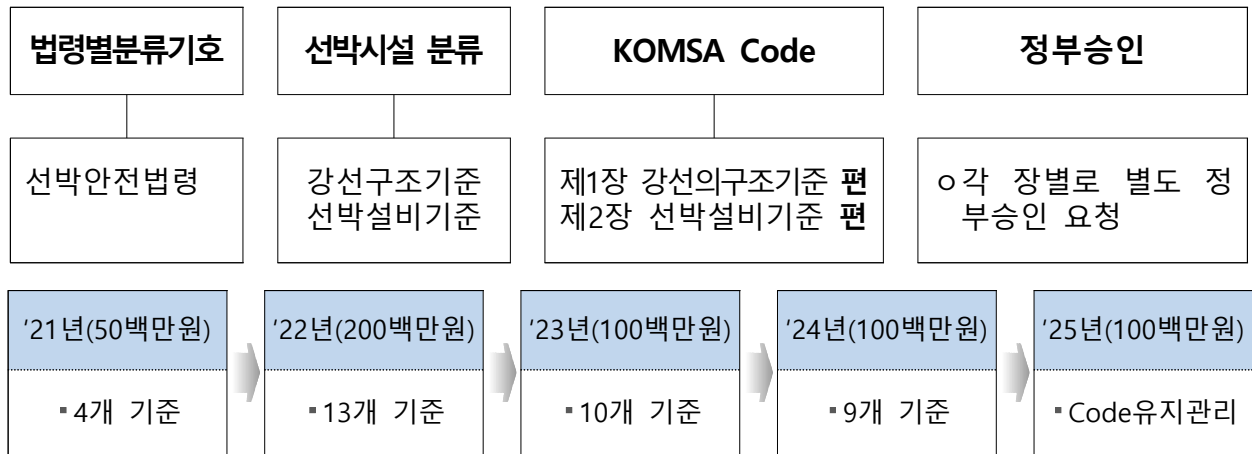 법령별분류기호
선박시설 분류
KOMSA Code
정부승인
선박안전법령
강선구조기준
선박설비기준
제1장 강선의구조기준 편
제2장 선박설비기준 편
ㅇ각 장별로 별도 정
부승인 요청
'21년(50백만원)
'22년(200백만원)
'23년(100백만원)
'24년(100백만원)
'25년(100백만원)
▪4개 기준
▪13개 기준
▪10개 기준
▪9개 기준
▪Code유지관리